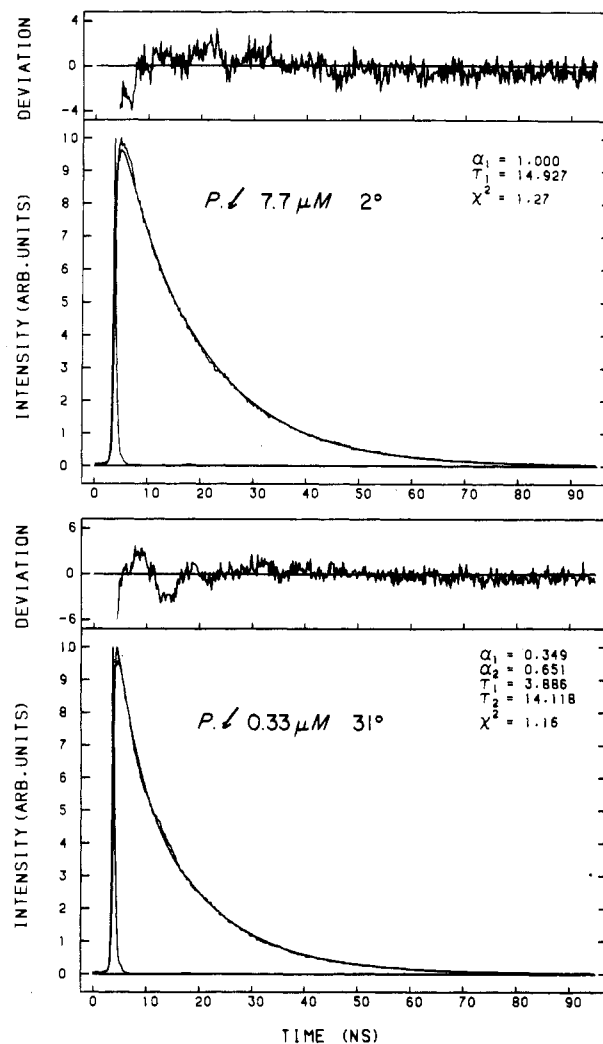 DEVIATION
4
0
-4
INTENSITY (ARB.UNITS)
10
9
8
7
6
5
4
3
2
1
0
α1 = 1.000
τ1 = 14.927
χ2 = 1.27
7.7 μM 2°
0 10 20 30 40 50 60 70 80 90
DEVIATION
6
0
-6
INTENSITY (ARB.UNITS)
10
9
8
7
6
5
4
3
2
1
0
α1 = 0.349
α2 = 0.651
τ1 = 3.886
τ2 = 14.118
χ2 = 1.16
0.33 μM 31°
0 10 20 30 40 50 60 70 80 90
TIME (NS)